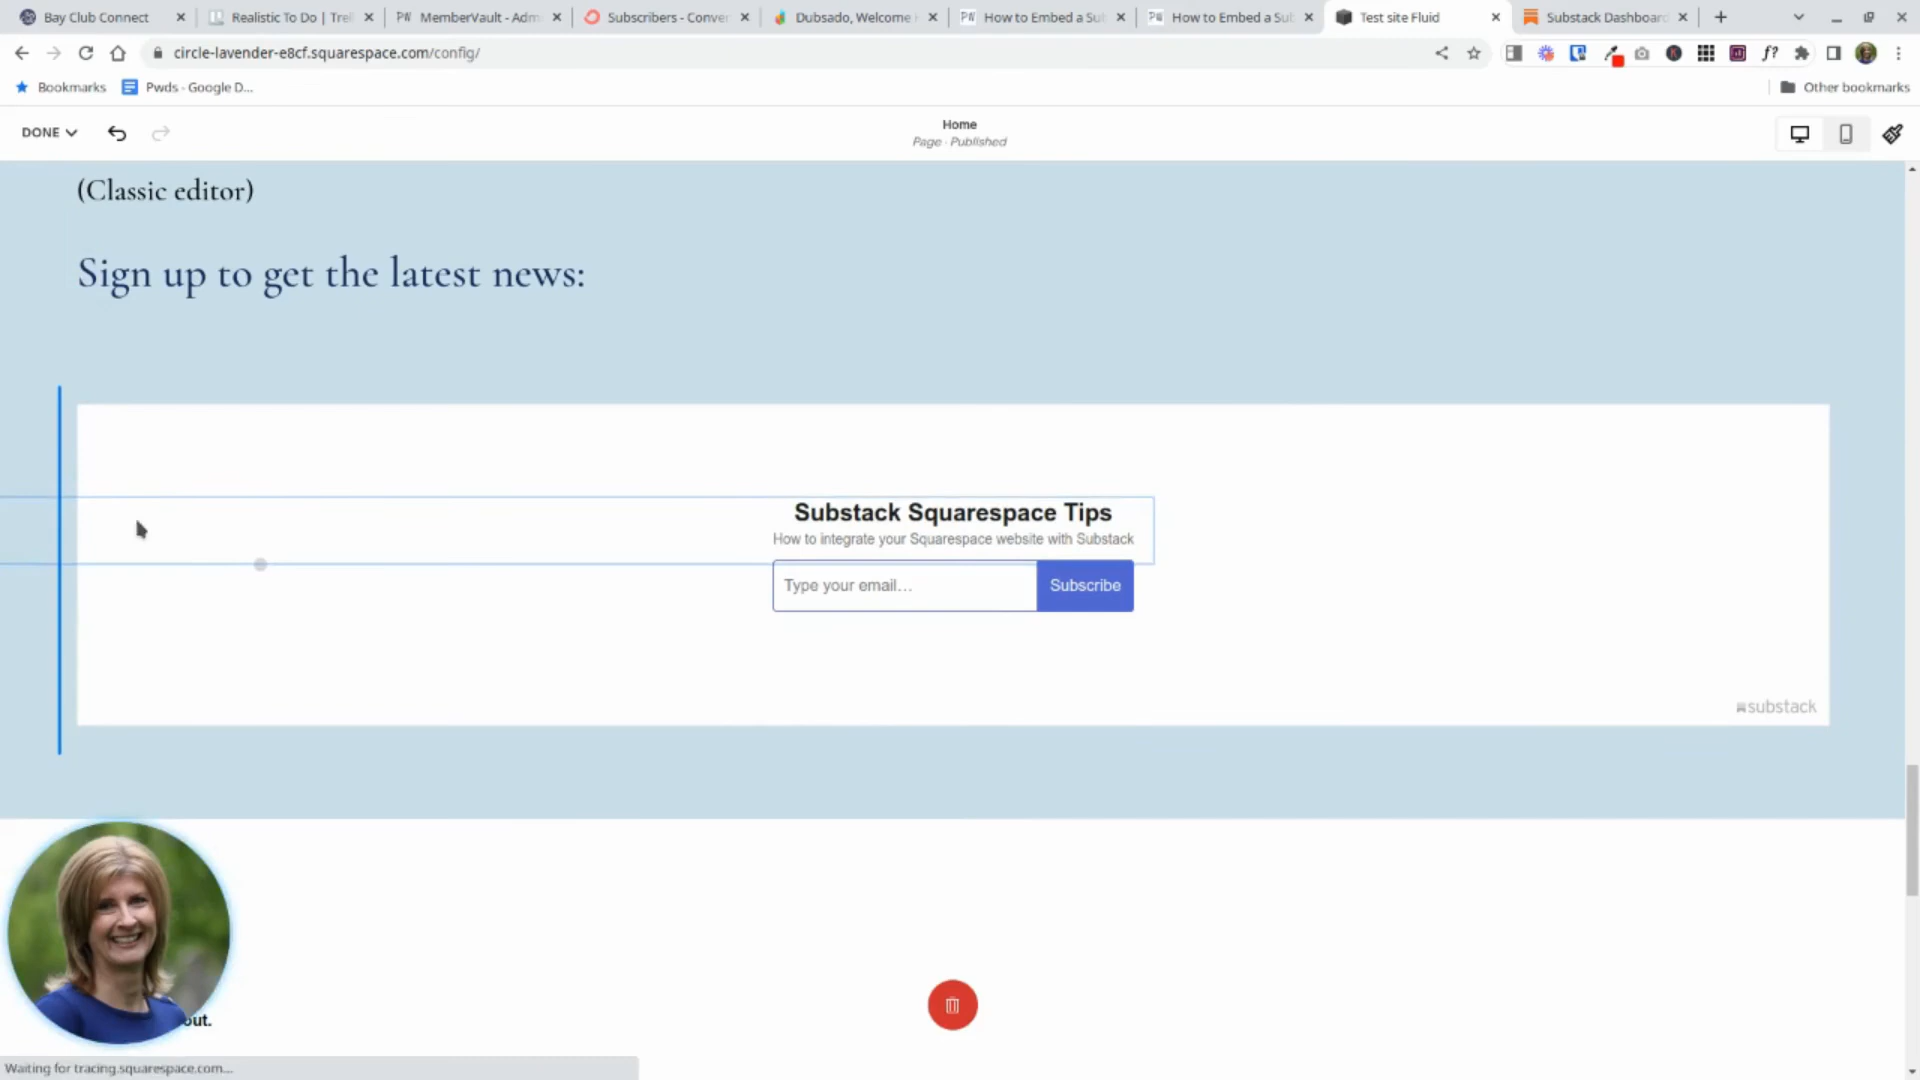 Bay Club Connect
Realistic To Do | Trel
MemberVault - Adm
Subscribers - Conver
Dubsado, Welcome
How to Embed a Su
How to Embed a Sub
Test site Fluid
Substack Dashboard
circle-lavender-e8cf.squarespace.com/config/
Bookmarks
Pwds - Google D...
Other bookmarks
DONE
Home
Page · Published
(Classic editor)
Sign up to get the latest news:
Substack Squarespace Tips
How to integrate your Squarespace website with Substack
Type your email...
Subscribe
substack
out.
Waiting for tracing.squarespace.com...